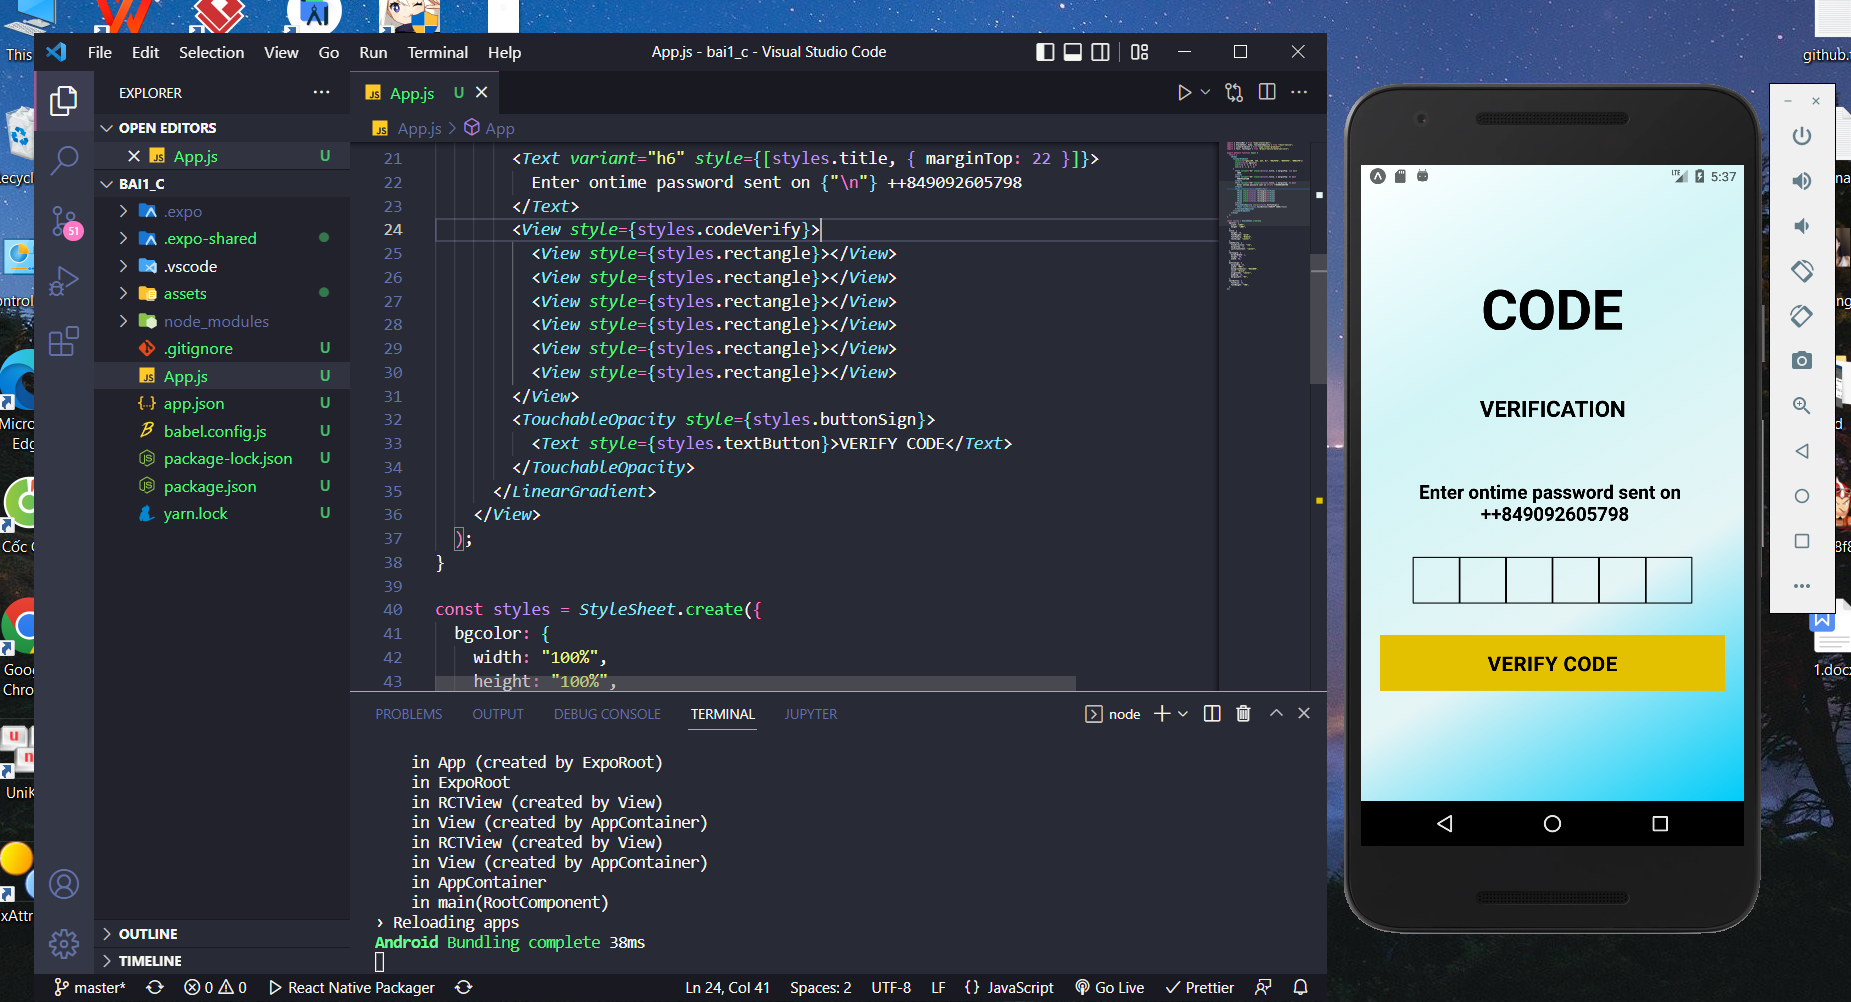 This
ecycl
ontrol
Micro
Edg
Cốc
Goo
Chro
UniK
xAttr
File Edit Selection View Go Run Terminal Help
App.js - bai1_c - Visual Studio Code
EXPLORER
OPEN EDITORS
App.js U
BAI1_C
.expo
.expo-shared
.vscode
assets
node_modules
.gitignore U
App.js U
app.json U
babel.config.js U
package-lock.json U
package.json U
yarn.lock U
OUTLINE
TIMELINE
51
App.js U
App.js > App
21 <Text variant="h6" style={[styles.title, { marginTop: 22 }]}>
22 Enter ontime password sent on {"\n"} ++849092605798
23 </Text>
24 <View style={styles.codeVerify}>
25 <View style={styles.rectangle}></View>
26 <View style={styles.rectangle}></View>
27 <View style={styles.rectangle}></View>
28 <View style={styles.rectangle}></View>
29 <View style={styles.rectangle}></View>
30 <View style={styles.rectangle}></View>
31 </View>
32 <TouchableOpacity style={styles.buttonSign}>
33 <Text style={styles.textButton}>VERIFY CODE</Text>
34 </TouchableOpacity>
35 </LinearGradient>
36 </View>
37 );
38 }
39
40 const styles = StyleSheet.create({
41 bgcolor: {
42 width: "100%",
43 height: "100%",
PROBLEMS OUTPUT DEBUG CONSOLE TERMINAL JUPYTER
node
in App (created by ExpoRoot)
in ExpoRoot
in RCTView (created by View)
in View (created by AppContainer)
in RCTView (created by View)
in View (created by AppContainer)
in AppContainer
in main(RootComponent)
› Reloading apps
Android Bundling complete 38ms
master* 0 0 React Native Packager Ln 24, Col 41 Spaces: 2 UTF-8 LF {} JavaScript Go Live Prettier
LTE 5:37
CODE
VERIFICATION
Enter ontime password sent on
++849092605798
VERIFY CODE
github.
na
ng
d
8f8
1.docx